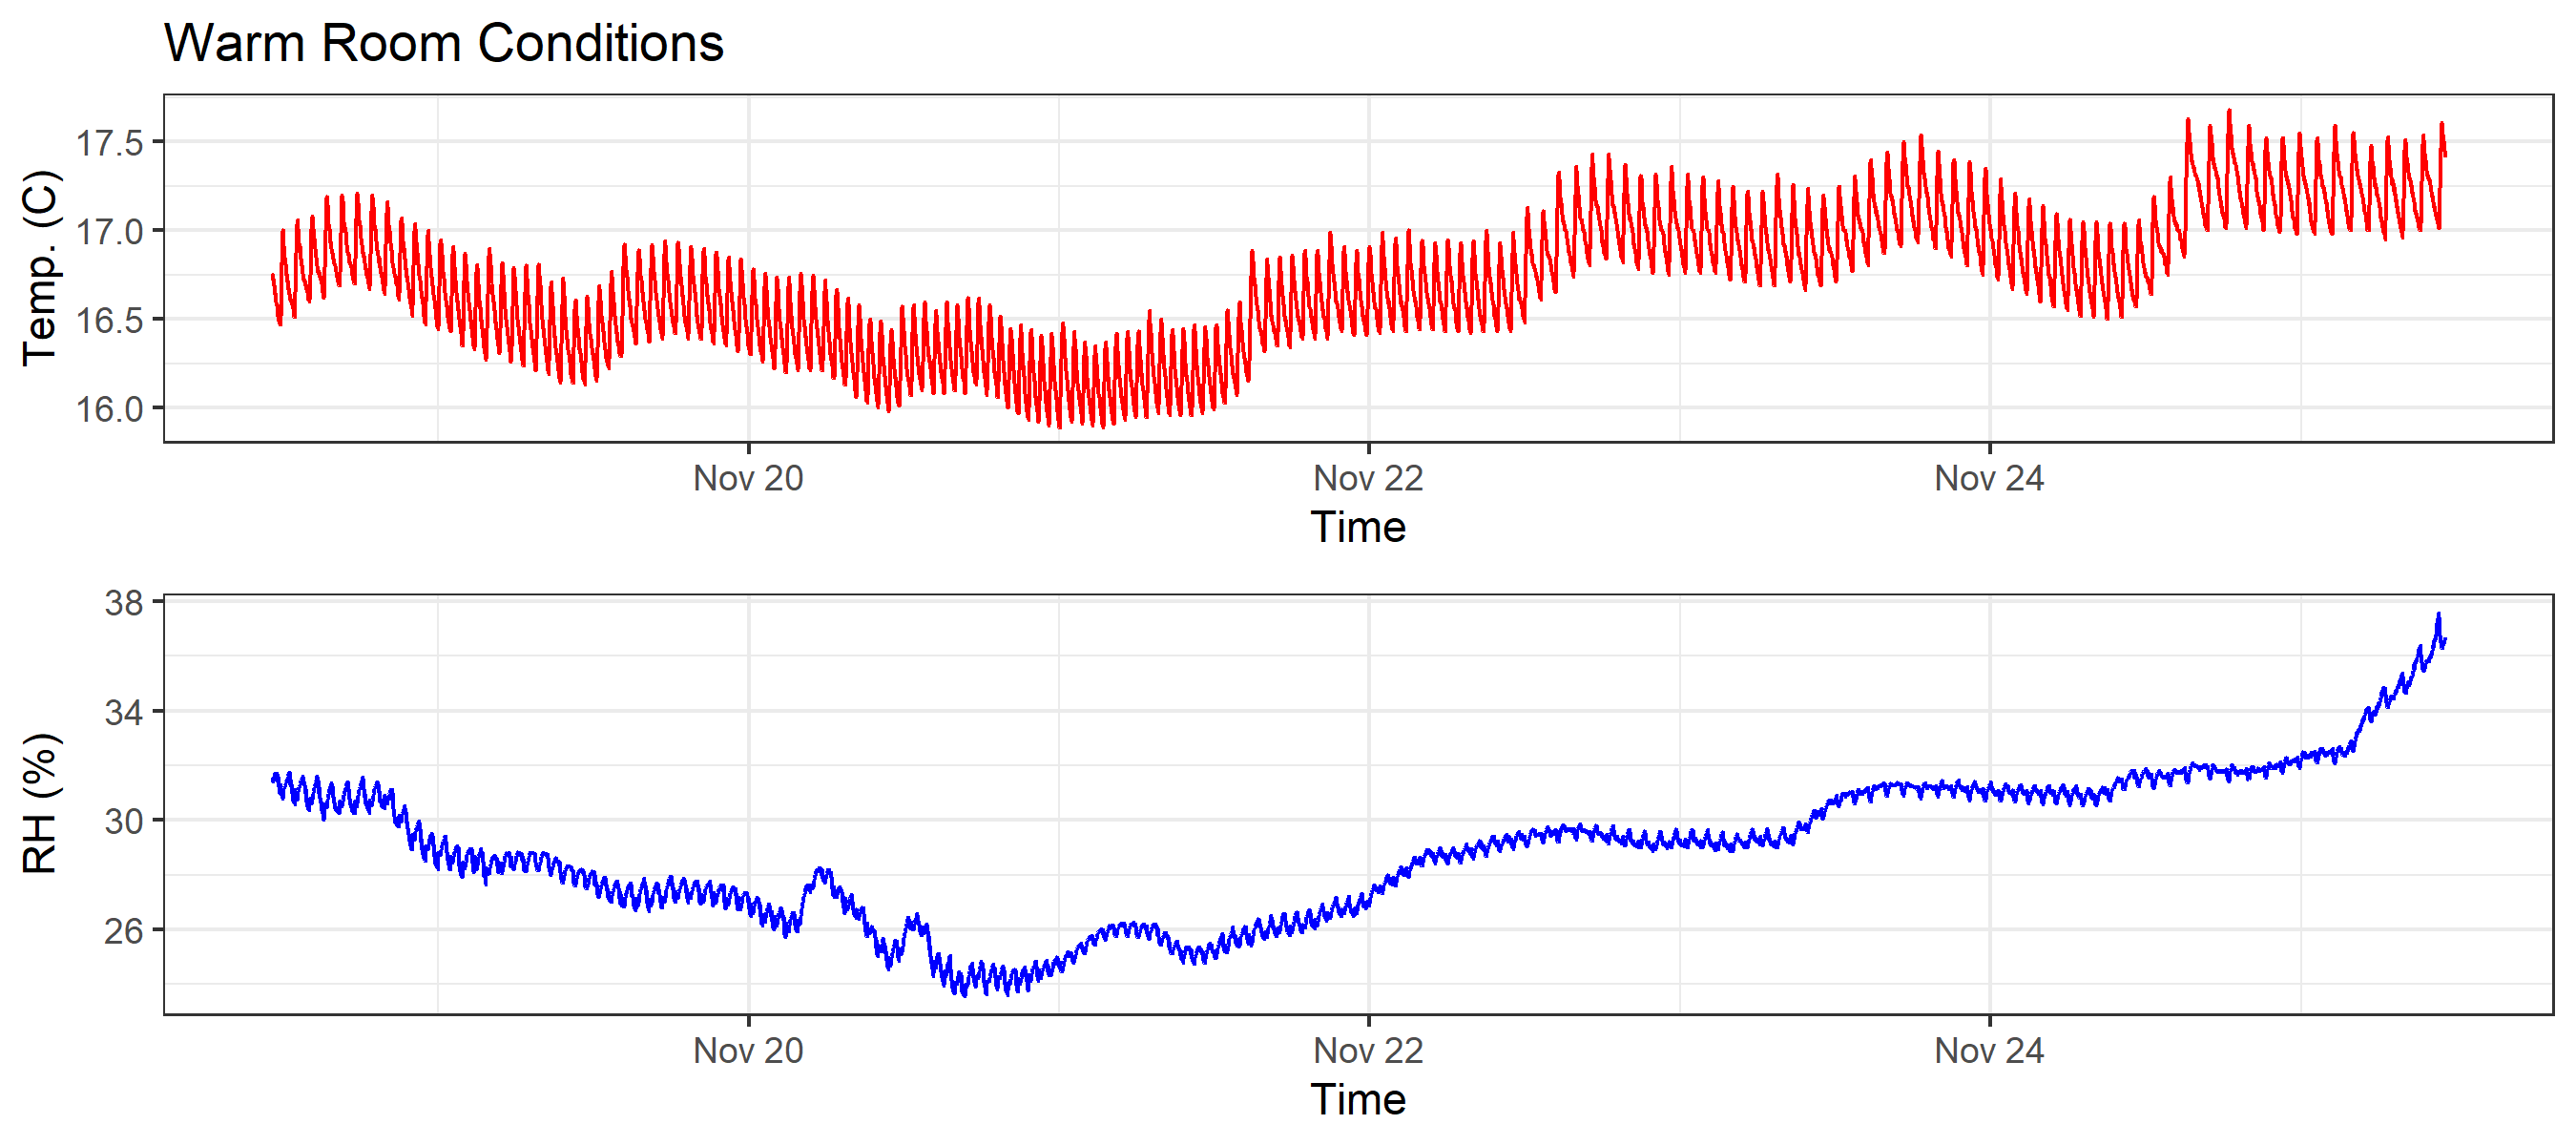 Warm Room Conditions
Temp. (C)
17.5
17.0
16.5
16.0
Nov 20 Nov 22 Nov 24
Time
RH (%)
38
34
30
26
Nov 20 Nov 22 Nov 24
Time